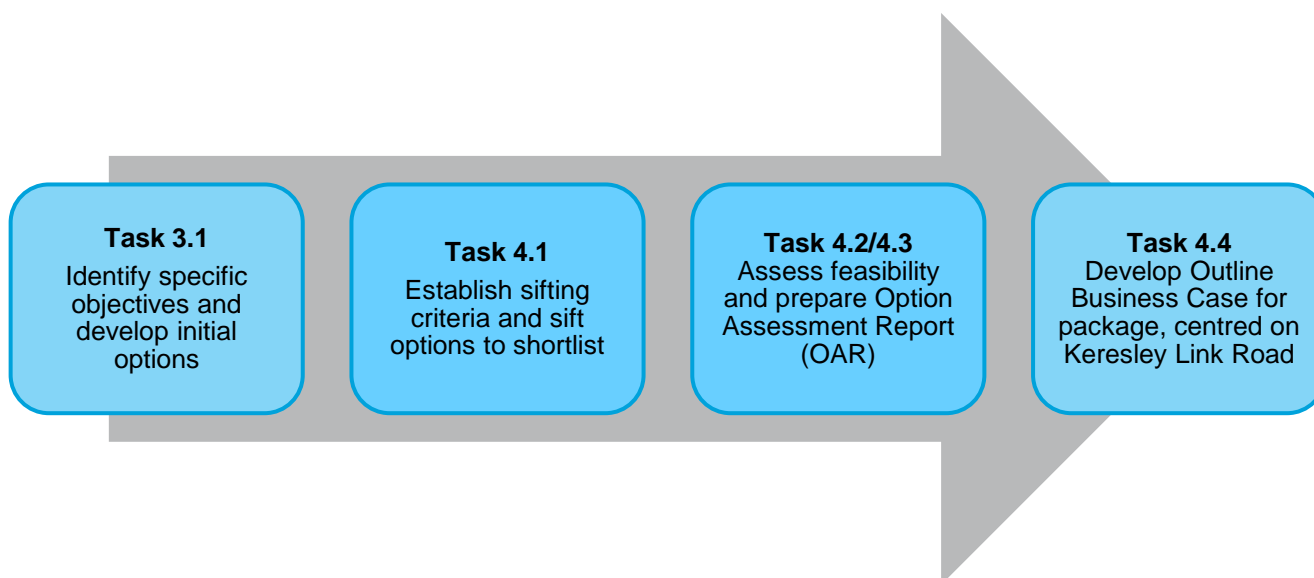 Task 3.1
Identify specific
objectives and
develop initial
options
Task 4.1
Establish sifting
criteria and sift
options to shortlist
Task 4.2/4.3
Assess feasibility
and prepare Option
Assessment Report
(OAR)
Task 4.4
Develop Outline
Business Case for
package, centred on
Keresley Link Road